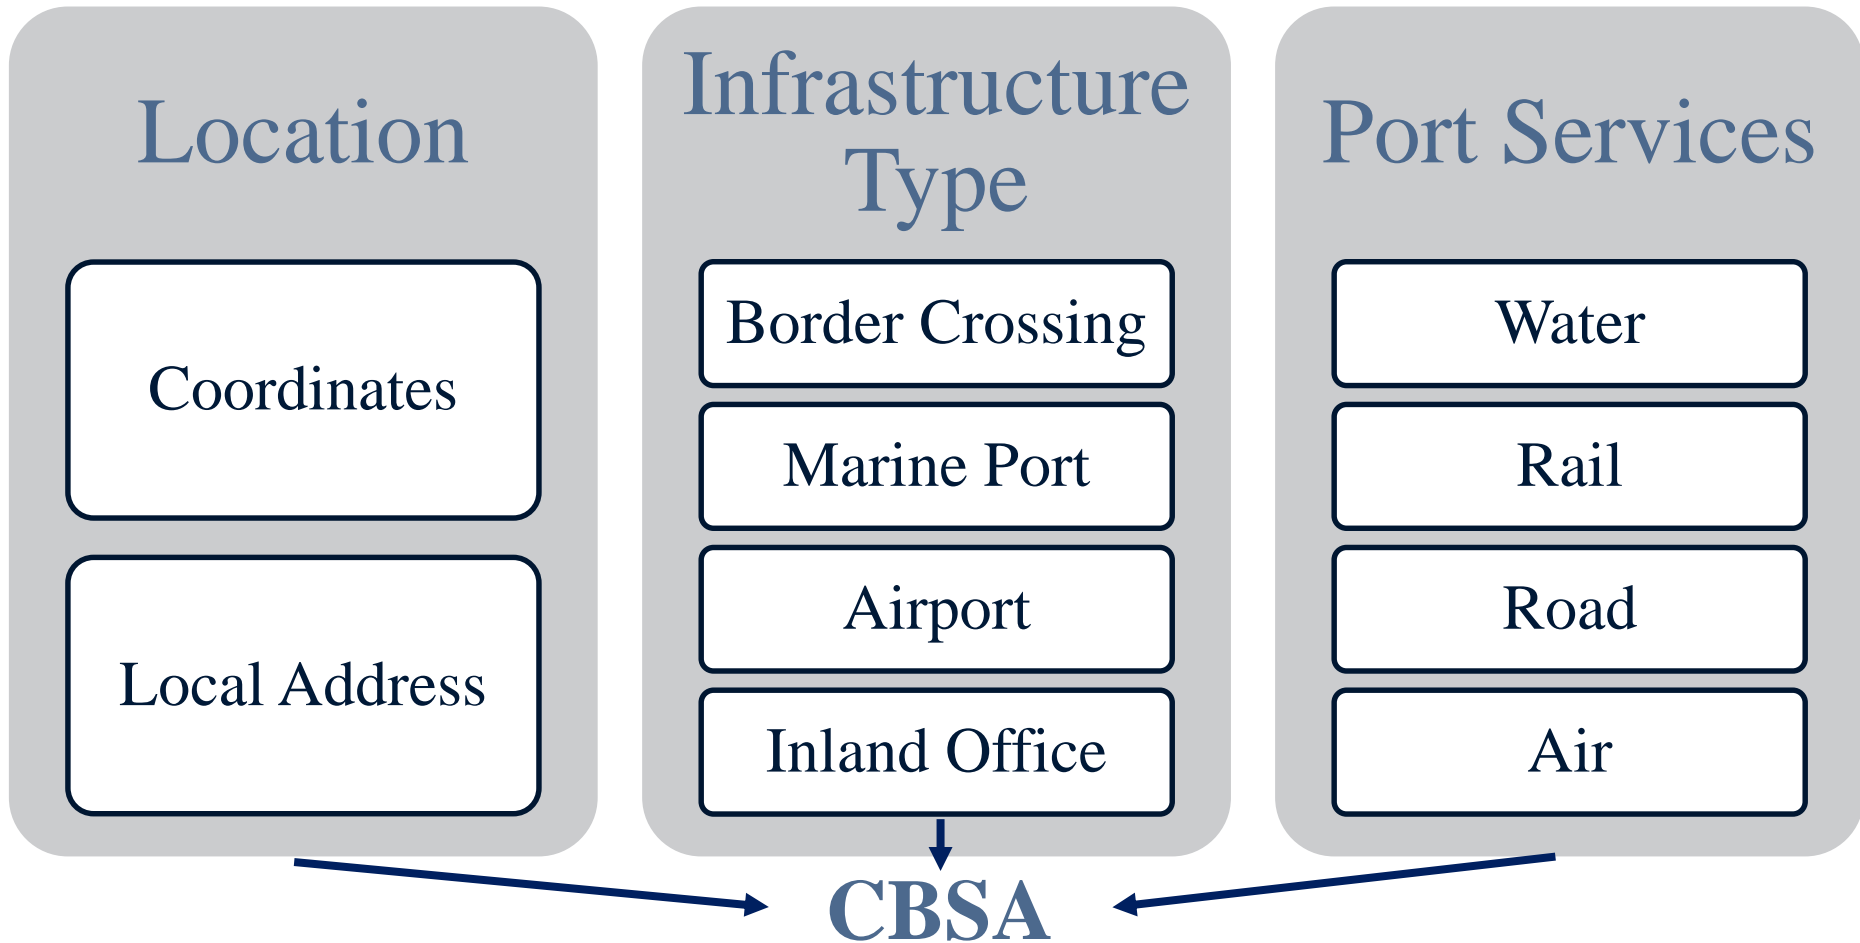 Location
Coordinates
Local Address
Infrastructure
Type
Border Crossing
Marine Port
Airport
Inland Office
Port Services
Water
Rail
Road
Air
CBSA